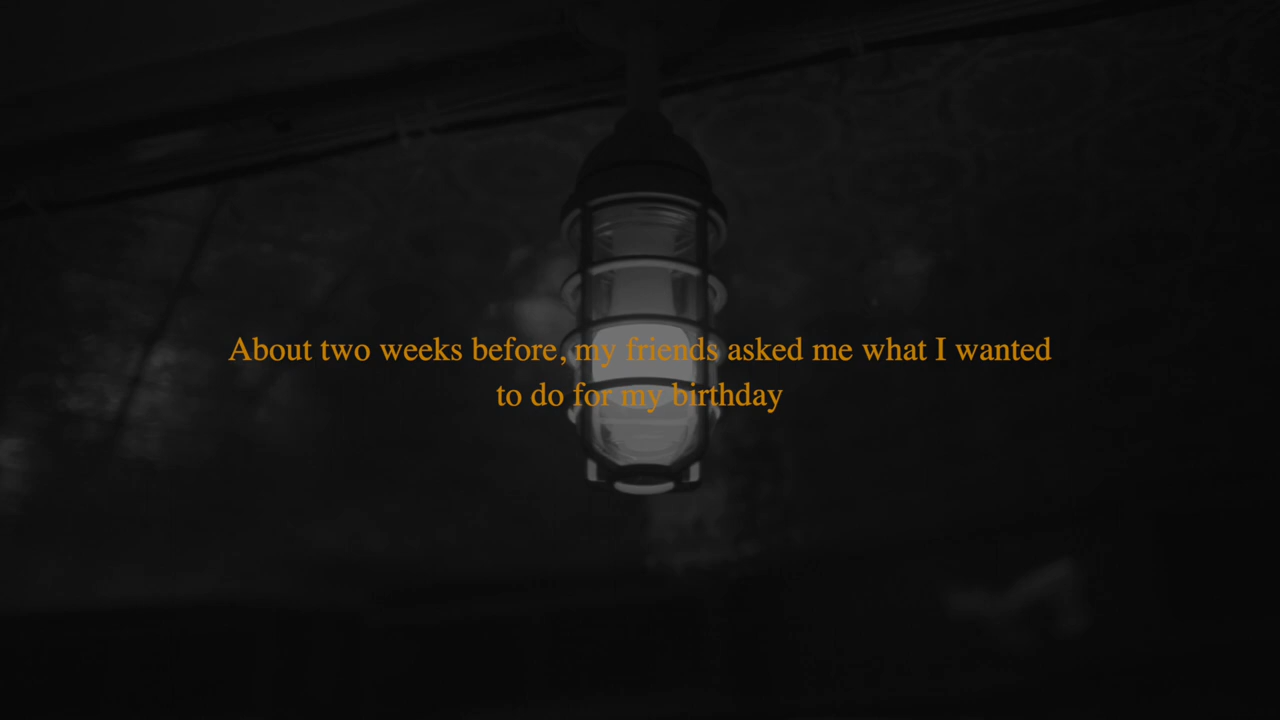 About two weeks before, my friends asked me what I wanted
to do for my birthday